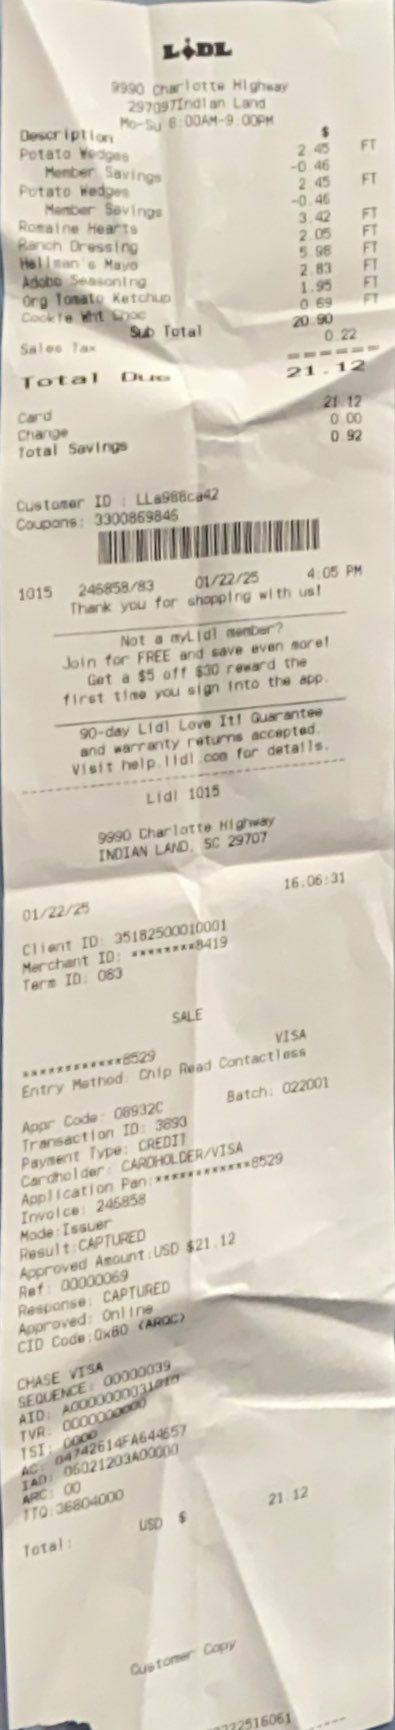 LiDL
9990 Charlotte Highway
29707 Indian Land
Mo-Su 8:00AM-9:00PM
Description $
Potato Wedges 2.45 FT
Member Savings -0.46
Potato Wedges 2.45 FT
Member Savings -0.46
Romaine Hearts 3.42 FT
Ranch Dressing 2.05 FT
Hellman's Mayo 5.98 FT
Adobo Seasoning 2.83 FT
Org Tomato Ketchup 1.95 FT
Cookie Wht Choc 0.69 FT
Sub Total 20.90
Sales Tax 0.22
Total Due 21.12
Card 21.12
Change 0.00
Total Savings 0.92
Customer ID : LLa988ca42
Coupons: 3300869846
1015 246858/83 01/22/25 4:05 PM
Thank you for shopping with us!
Not a myLidl member?
Join for FREE and save even more!
Get a $5 off $30 reward the
first time you sign into the app.
90-day Lidl Love It! Guarantee
and warranty returns accepted.
Visit help.lidl.com for details.
Lidl 1015
9990 Charlotte Highway
INDIAN LAND, SC 29707
01/22/25 16:06:31
Client ID: 35182500010001
Merchant ID: ********8419
Term ID: 083
SALE
************8529 VISA
Entry Method: Chip Read Contactless
Appr Code: 08932C Batch: 022001
Transaction ID: 3893
Payment Type: CREDIT
Cardholder: CARDHOLDER/VISA
Application Pan:************8529
Invoice: 246858
Mode:Issuer
Result:CAPTURED
Approved Amount:USD $21.12
Ref: 00000069
Response: CAPTURED
Approved: Online
CID Code:0x80 (ARQC)
CHASE VISA
SEQUENCE: 00000039
AID: A0000000031010
TVR: 0000000000
TSI: 0000
AC: 04742614FA644657
IAD: 06021203A00000
ARC: 00
TTQ:36804000
Total: USD $ 21.12
Customer Copy